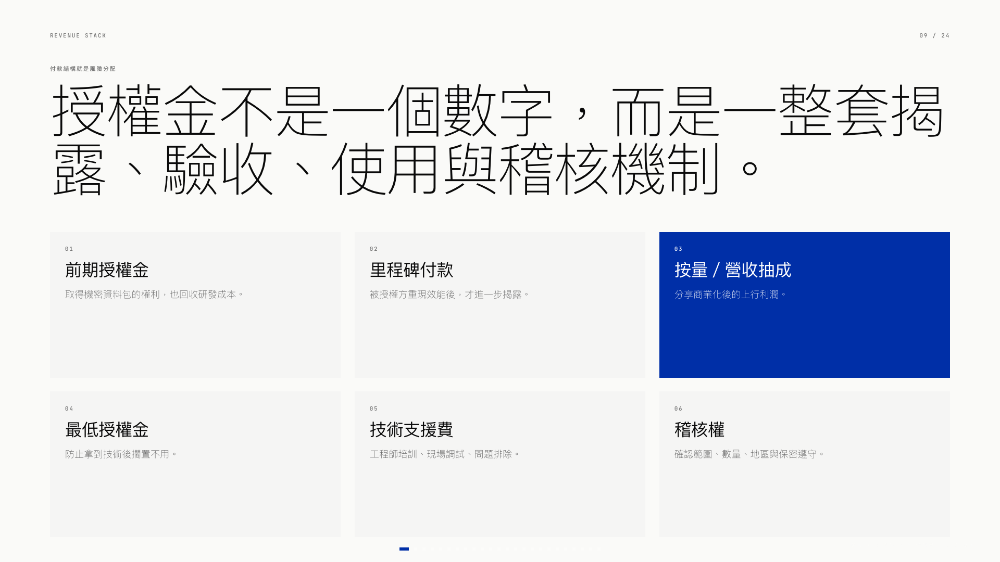 REVENUE STACK
09 / 24
付款結構就是風險分配
授權金不是一個數字，而是一整套揭
露、驗收、使用與稽核機制。
01
前期授權金
取得機密資料包的權利，也回收研發成本。
02
里程碑付款
被授權方重現效能後，才進一步揭露。
03
按量 / 營收抽成
分享商業化後的上行利潤。
04
最低授權金
防止拿到技術後擱置不用。
05
技術支援費
工程師培訓、現場調試、問題排除。
06
稽核權
確認範圍、數量、地區與保密遵守。